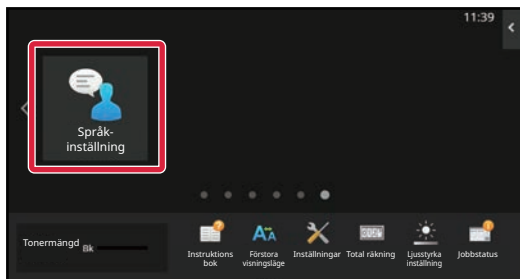 11:39
Språk-
inställning
Tonermängd
Bk
Instruktions
bok
Förstora
visningsläge
Inställningar
Total räkning
Ljusstyrka
inställning
Jobbstatus